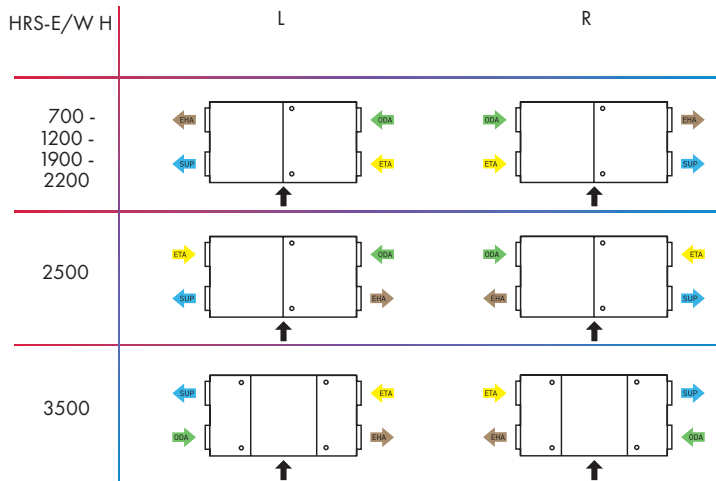 HRS-E/W H L R
700 -
1200 -
1900 -
2200
EHA ODA ODA EHA
SUP ETA ETA SUP
2500
ETA ODA ODA ETA
SUP EHA EHA SUP
3500
SUP ETA ETA SUP
ODA EHA EHA ODA